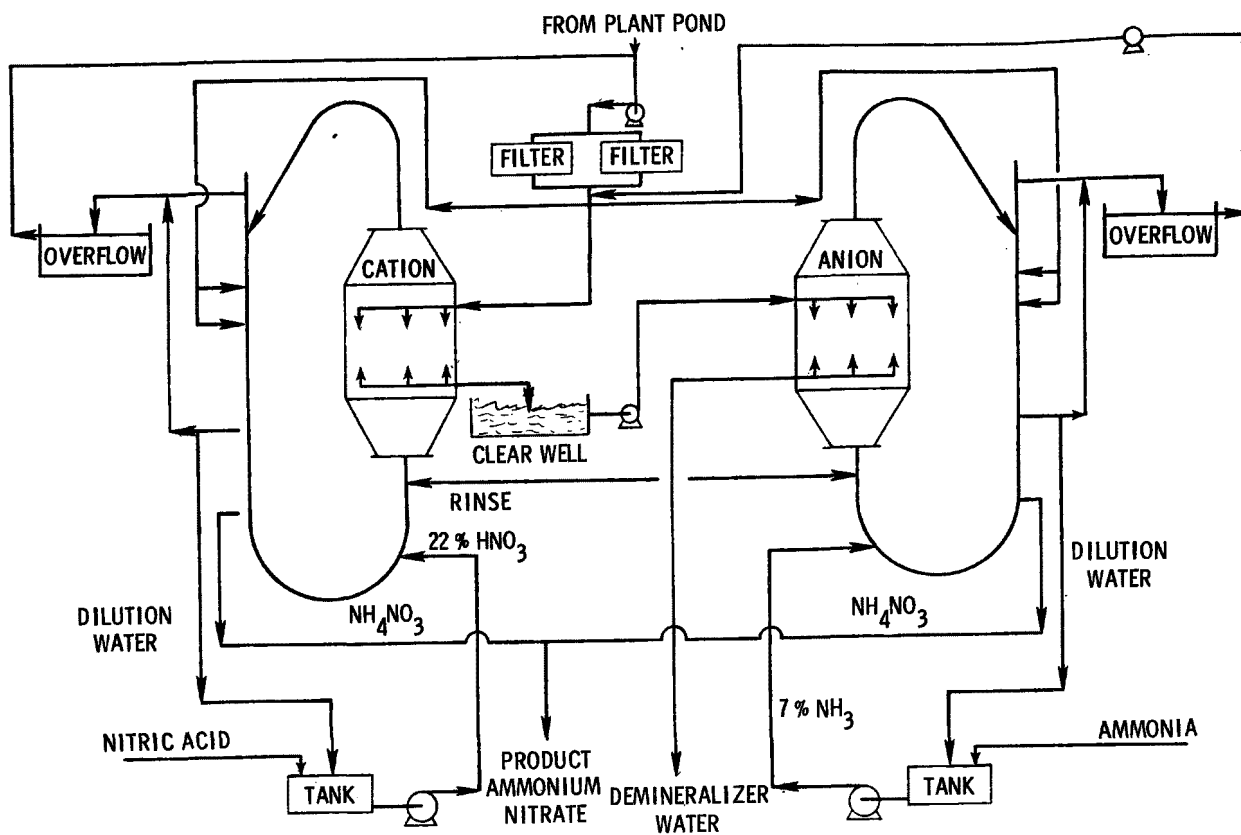 FROM PLANT POND
FILTER
FILTER
OVERFLOW
CATION
ANION
OVERFLOW
CLEAR WELL
RINSE
22 % HNO3
DILUTION
WATER
NH4NO3
NH4NO3
DILUTION
WATER
7 % NH3
NITRIC ACID
AMMONIA
TANK
PRODUCT
AMMONIUM
NITRATE
DEMINERALIZER
WATER
TANK